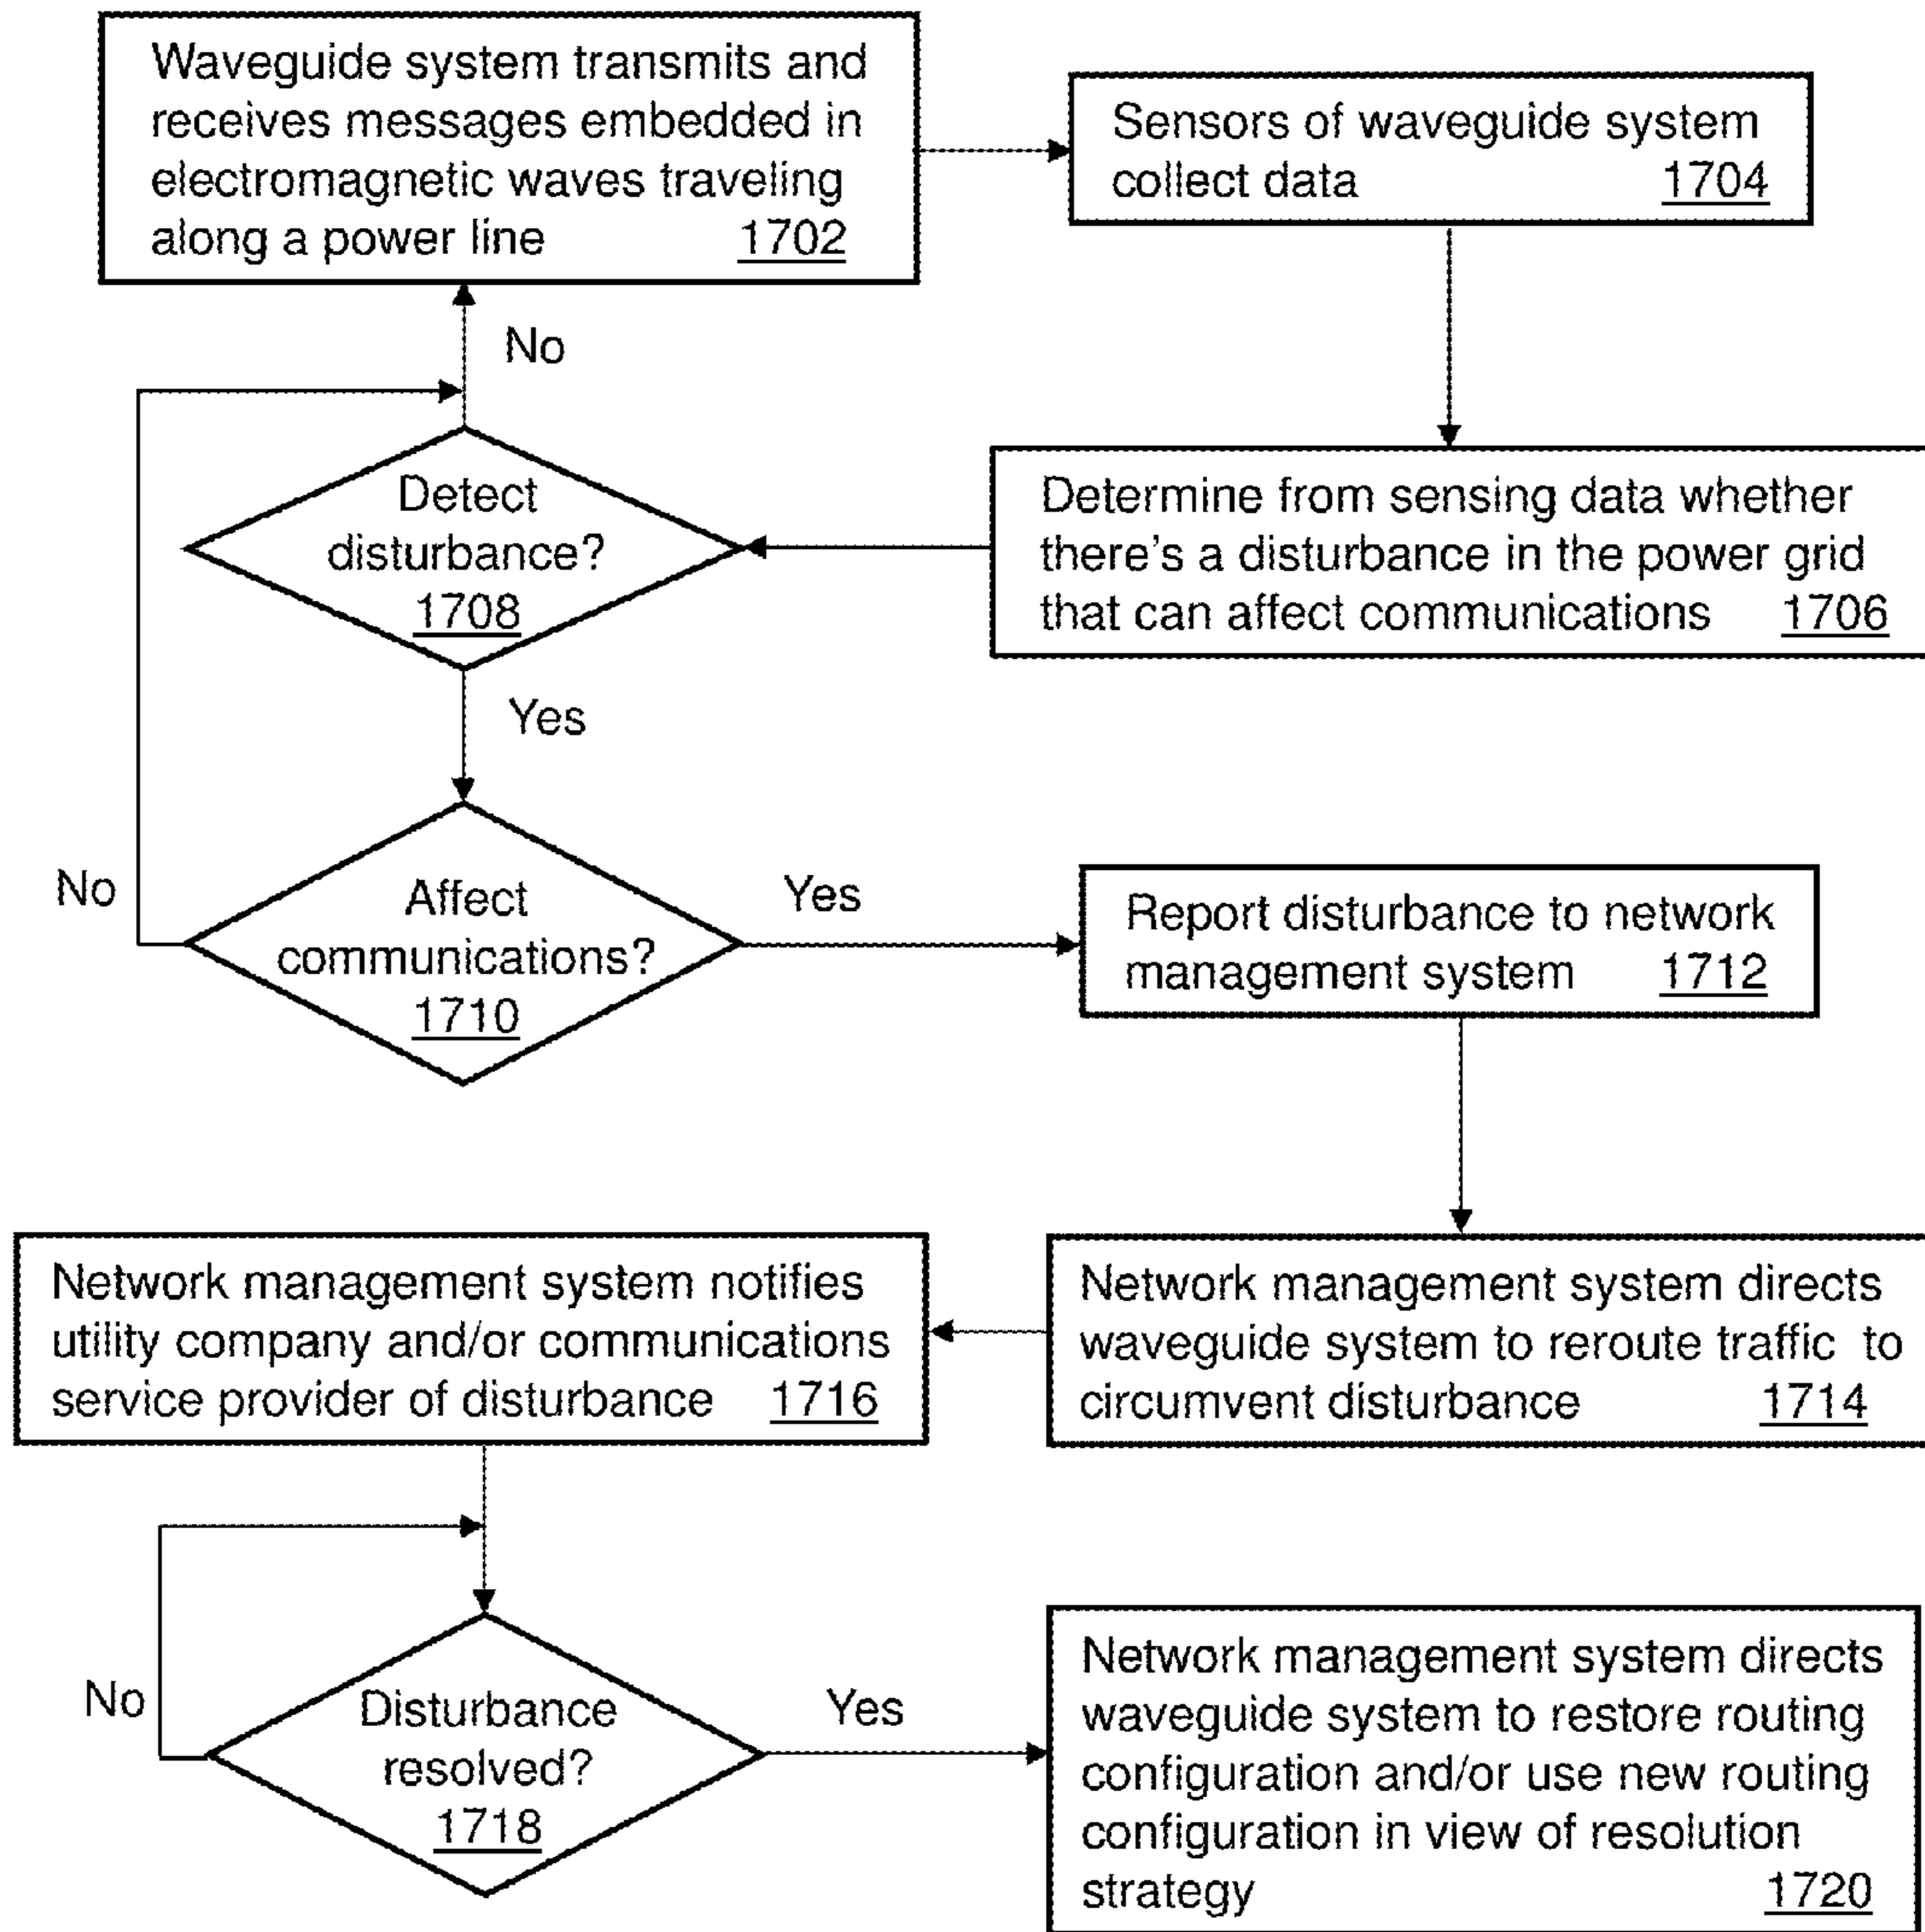 Waveguide system transmits and
receives messages embedded in
electromagnetic waves traveling
along a power line 1702
Sensors of waveguide system
collect data 1704
No
Detect
disturbance?
1708
Determine from sensing data whether
there's a disturbance in the power grid
that can affect communications 1706
Yes
No
Affect
communications?
1710
Yes
Report disturbance to network
management system 1712
Network management system notifies
utility company and/or communications
service provider of disturbance 1716
Network management system directs
waveguide system to reroute traffic to
circumvent disturbance 1714
No
Disturbance
resolved?
1718
Yes
Network management system directs
waveguide system to restore routing
configuration and/or use new routing
configuration in view of resolution
strategy 1720